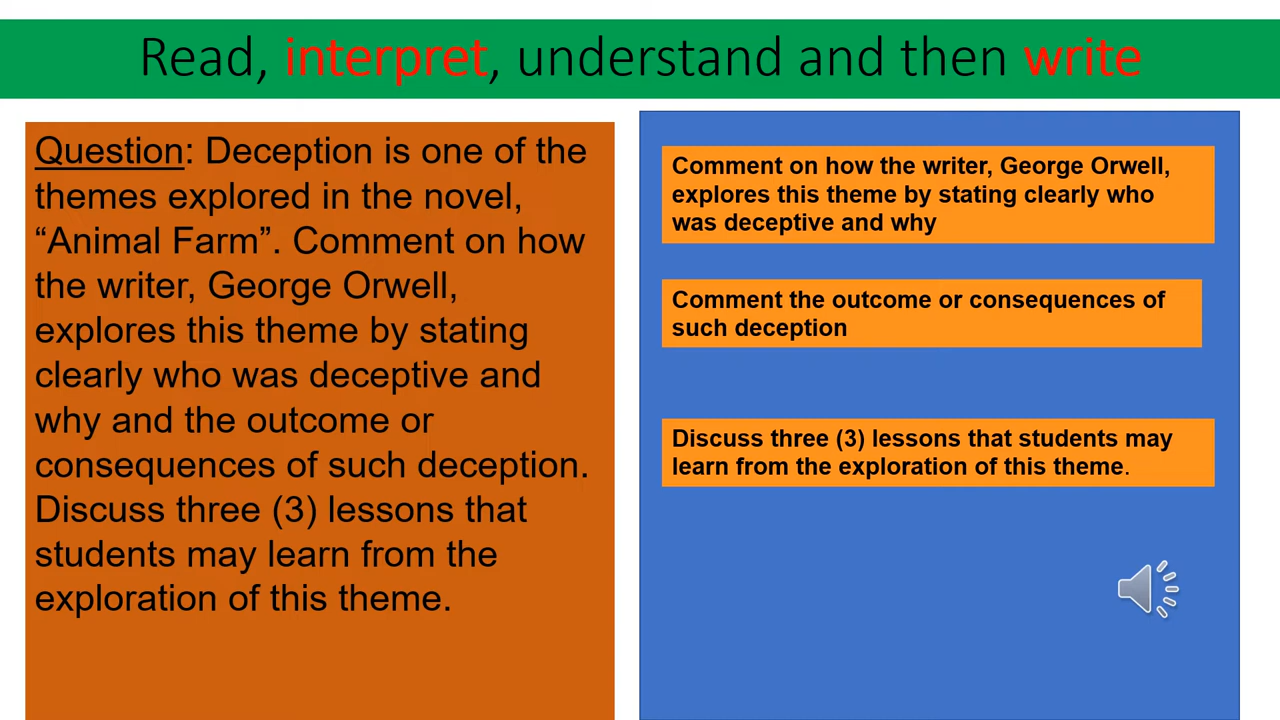 Read, interpret, understand and then write
Question: Deception is one of the
themes explored in the novel,
“Animal Farm”. Comment on how
the writer, George Orwell,
explores this theme by stating
clearly who was deceptive and
why and the outcome or
consequences of such deception.
Discuss three (3) lessons that
students may learn from the
exploration of this theme.
Comment on how the writer, George Orwell,
explores this theme by stating clearly who
was deceptive and why
Comment the outcome or consequences of
such deception
Discuss three (3) lessons that students may
learn from the exploration of this theme.